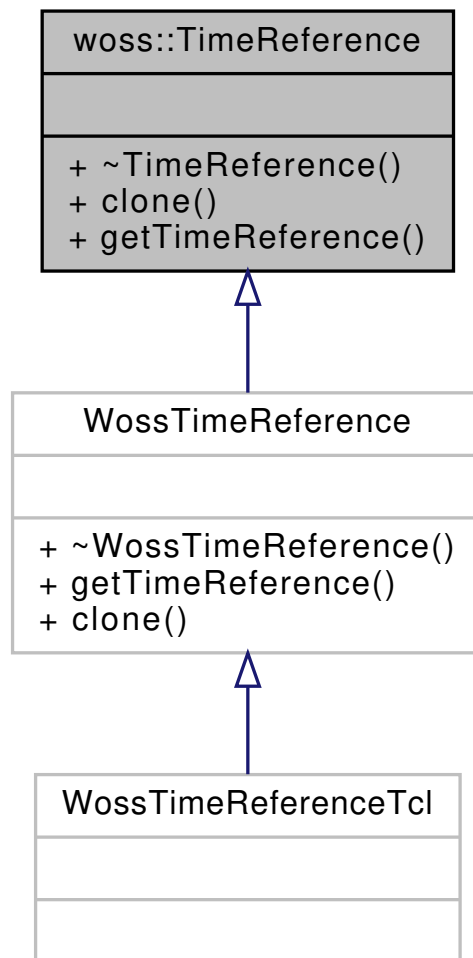 woss::TimeReference
+ ~TimeReference()
+ clone()
+ getTimeReference()
WossTimeReference
+ ~WossTimeReference()
+ getTimeReference()
+ clone()
WossTimeReferenceTcl